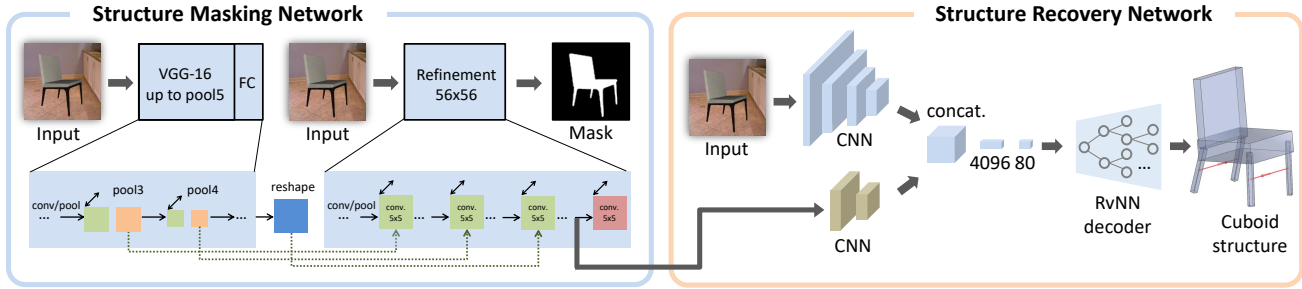 Structure Masking Network
Input
VGG-16
up to pool5
FC
Input
Refinement
56x56
Mask
... conv/pool
pool3
pool4
...
reshape
... conv/pool
conv.
5x5
...
conv.
5x5
...
conv.
5x5
...
conv.
5x5
Structure Recovery Network
Input
CNN
CNN
concat.
4096 80
...
RvNN
decoder
Cuboid
structure